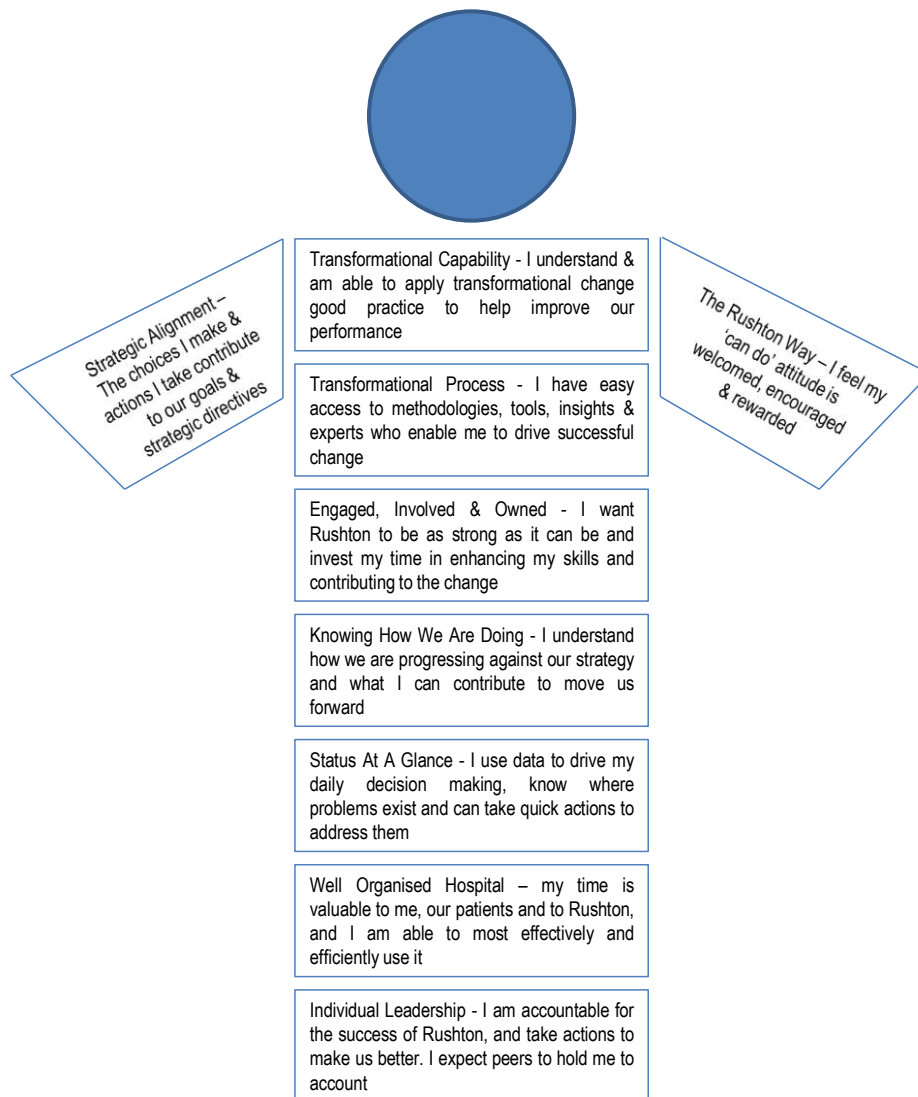 Strategic Alignment –
The choices I make &
actions I take contribute
to our goals &
strategic directives
Transformational Capability - I understand &
am able to apply transformational change
good practice to help improve our
performance
The Rushton Way – I feel my
'can do' attitude is
welcomed, encouraged
& rewarded
Transformational Process - I have easy
access to methodologies, tools, insights &
experts who enable me to drive successful
change
Engaged, Involved & Owned - I want
Rushton to be as strong as it can be and
invest my time in enhancing my skills and
contributing to the change
Knowing How We Are Doing - I understand
how we are progressing against our strategy
and what I can contribute to move us
forward
Status At A Glance - I use data to drive my
daily decision making, know where
problems exist and can take quick actions to
address them
Well Organised Hospital – my time is
valuable to me, our patients and to Rushton,
and I am able to most effectively and
efficiently use it
Individual Leadership - I am accountable for
the success of Rushton, and take actions to
make us better. I expect peers to hold me to
account